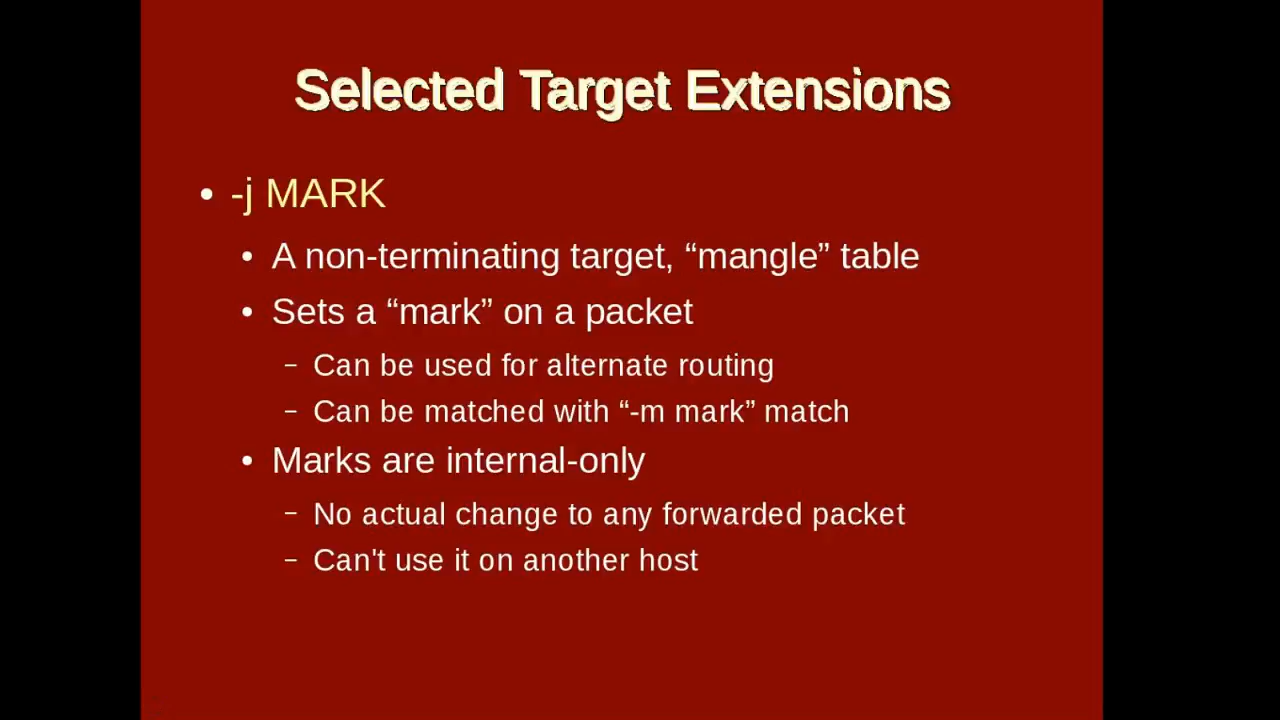 Selected Target Extensions
• -j MARK
• A non-terminating target, “mangle” table
• Sets a “mark” on a packet
– Can be used for alternate routing
– Can be matched with “-m mark” match
• Marks are internal-only
– No actual change to any forwarded packet
– Can't use it on another host